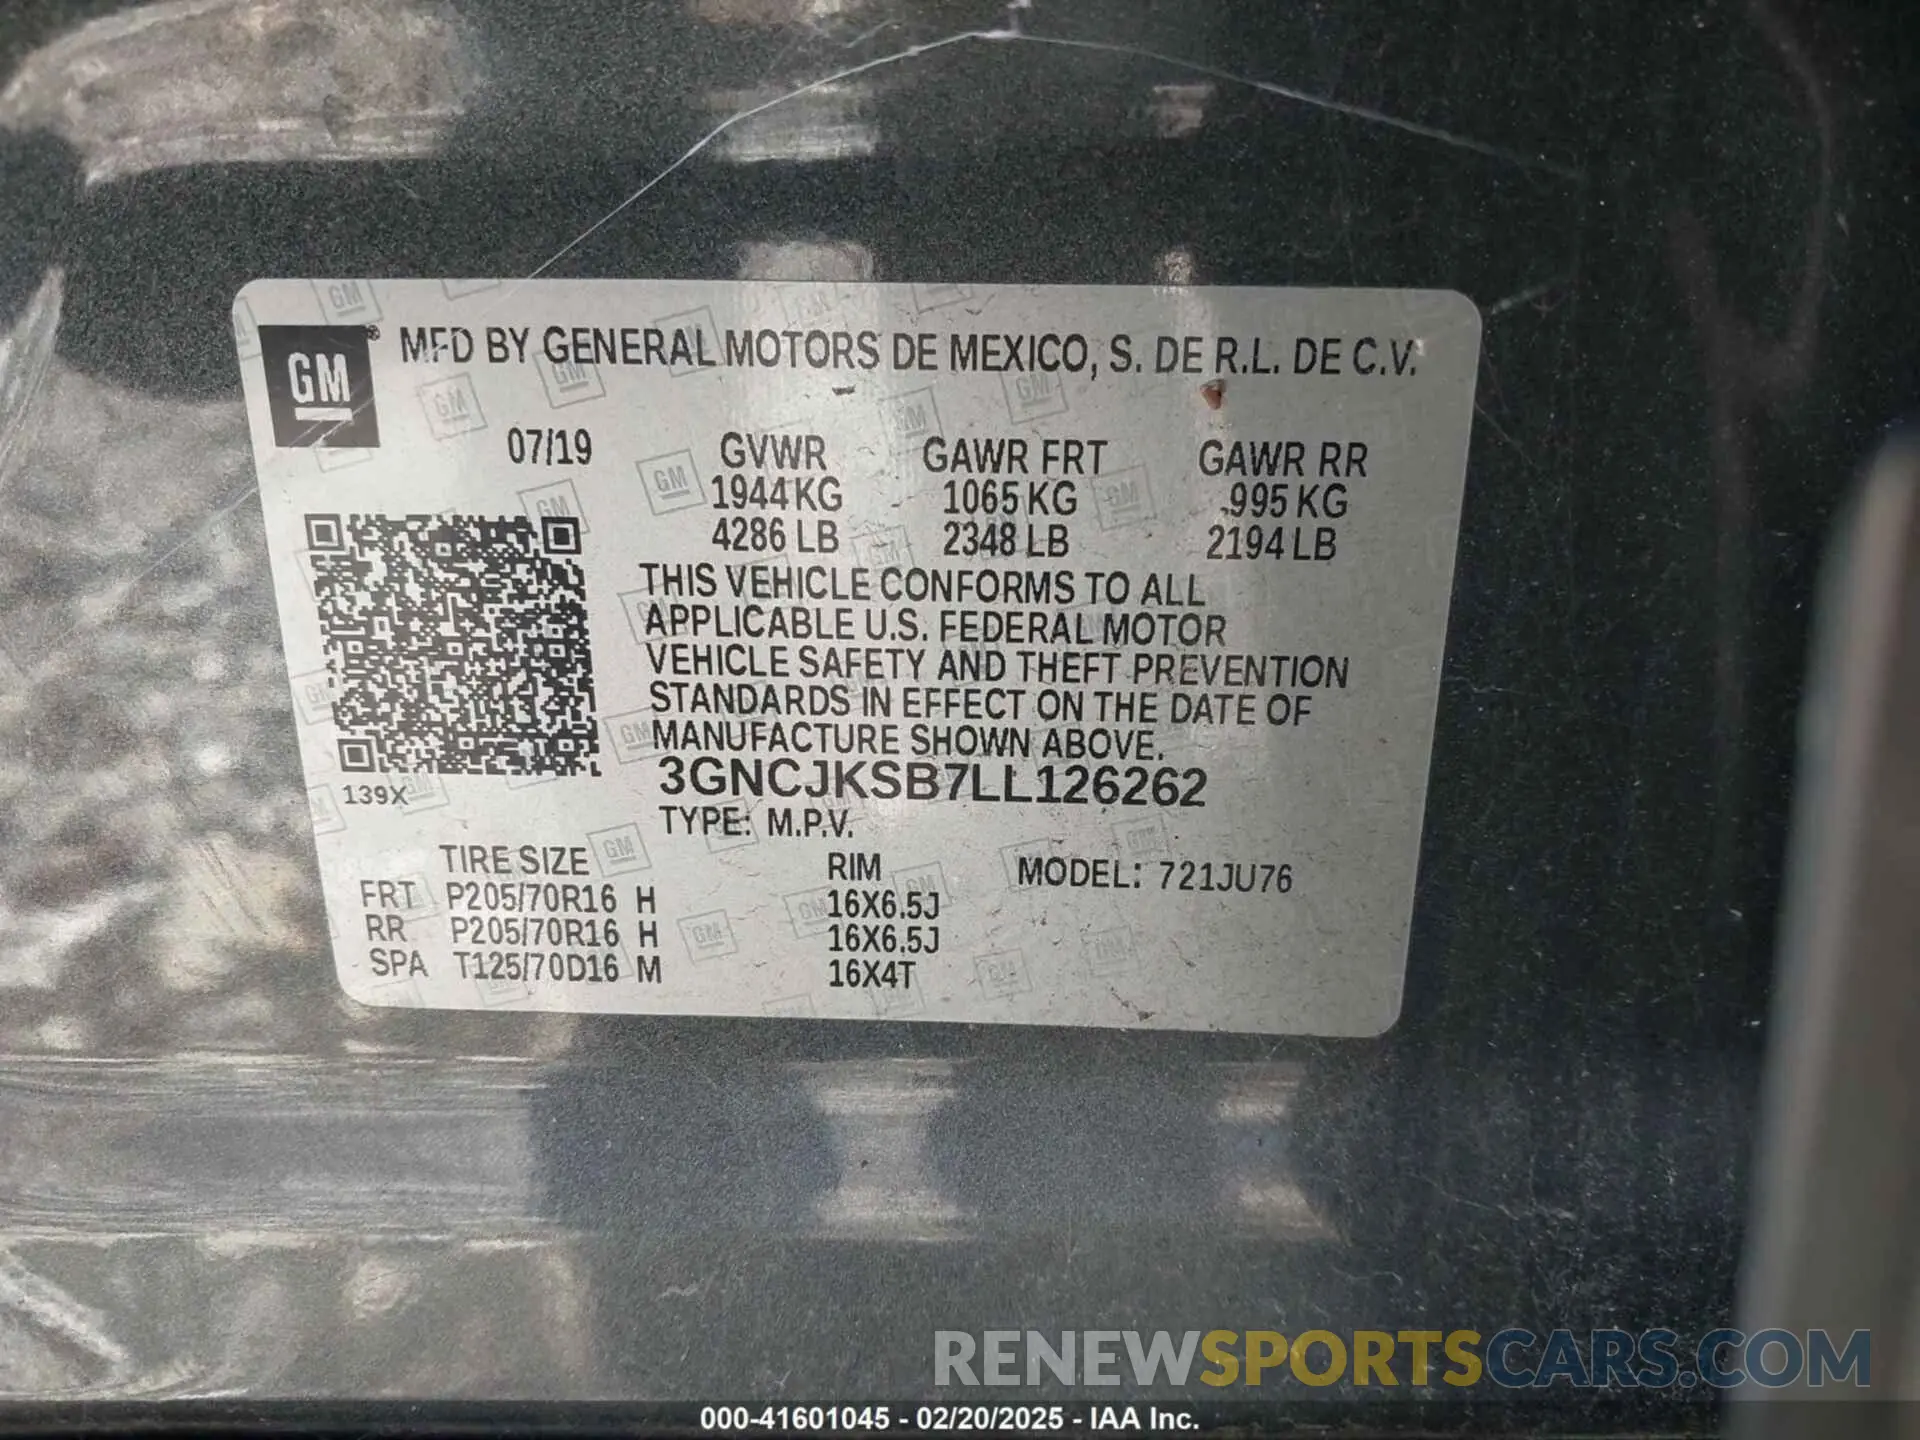 GM ® MFD BY GENERAL MOTORS DE MEXICO, S. DE R.L. DE C.V.
07/19 GVWR GAWR FRT GAWR RR
1944 KG 1065 KG 995 KG
4286 LB 2348 LB 2194 LB
THIS VEHICLE CONFORMS TO ALL
APPLICABLE U.S. FEDERAL MOTOR
VEHICLE SAFETY AND THEFT PREVENTION
STANDARDS IN EFFECT ON THE DATE OF
MANUFACTURE SHOWN ABOVE.
3GNCJKSB7LL126262
139X
TYPE: M.P.V.
TIRE SIZE RIM MODEL: 721JU76
FRT P205/70R16 H 16X6.5J
RR P205/70R16 H 16X6.5J
SPA T125/70D16 M 16X4T
RENEWSPORTSCARS.COM
000-41601045 - 02/20/2025 - IAA Inc.